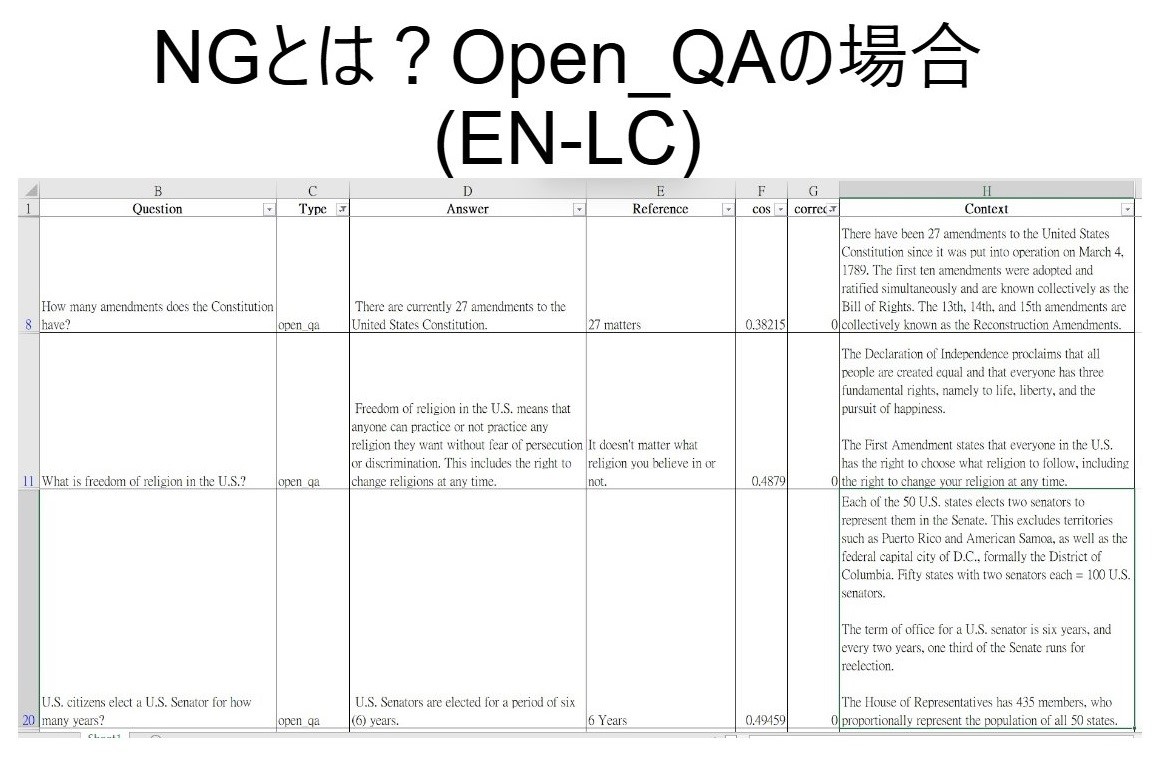 NGとは？Open_QAの場合
(EN-LC)
B C D E F G H
1 Question Type Answer Reference cos correc Context
There have been 27 amendments to the United States
Constitution since it was put into operation on March 4,
1789. The first ten amendments were adopted and
ratified simultaneously and are known collectively as the
Bill of Rights. The 13th, 14th, and 15th amendments are
collectively known as the Reconstruction Amendments.
How many amendments does the Constitution
have?
There are currently 27 amendments to the
United States Constitution.
8 open_qa 27 matters 0.38215 0
The Declaration of Independence proclaims that all
people are created equal and that everyone has three
fundamental rights, namely to life, liberty, and the
pursuit of happiness.
The First Amendment states that everyone in the U.S.
has the right to choose what religion to follow, including
the right to change your religion at any time.
Freedom of religion in the U.S. means that
anyone can practice or not practice any
religion they want without fear of persecution
or discrimination. This includes the right to
change religions at any time.
It doesn't matter what
religion you believe in or
not.
11 What is freedom of religion in the U.S.? open_qa 0.4879 0
Each of the 50 U.S. states elects two senators to
represent them in the Senate. This excludes territories
such as Puerto Rico and American Samoa, as well as the
federal capital city of D.C., formally the District of
Columbia. Fifty states with two senators each = 100 U.S.
senators.
The term of office for a U.S. senator is six years, and
every two years, one third of the Senate runs for
reelection.
The House of Representatives has 435 members, who
proportionally represent the population of all 50 states.
U.S. citizens elect a U.S. Senator for how
many years?
U.S. Senators are elected for a period of six
(6) years.
20 open_qa 6 Years 0.49459 0
Sheet1